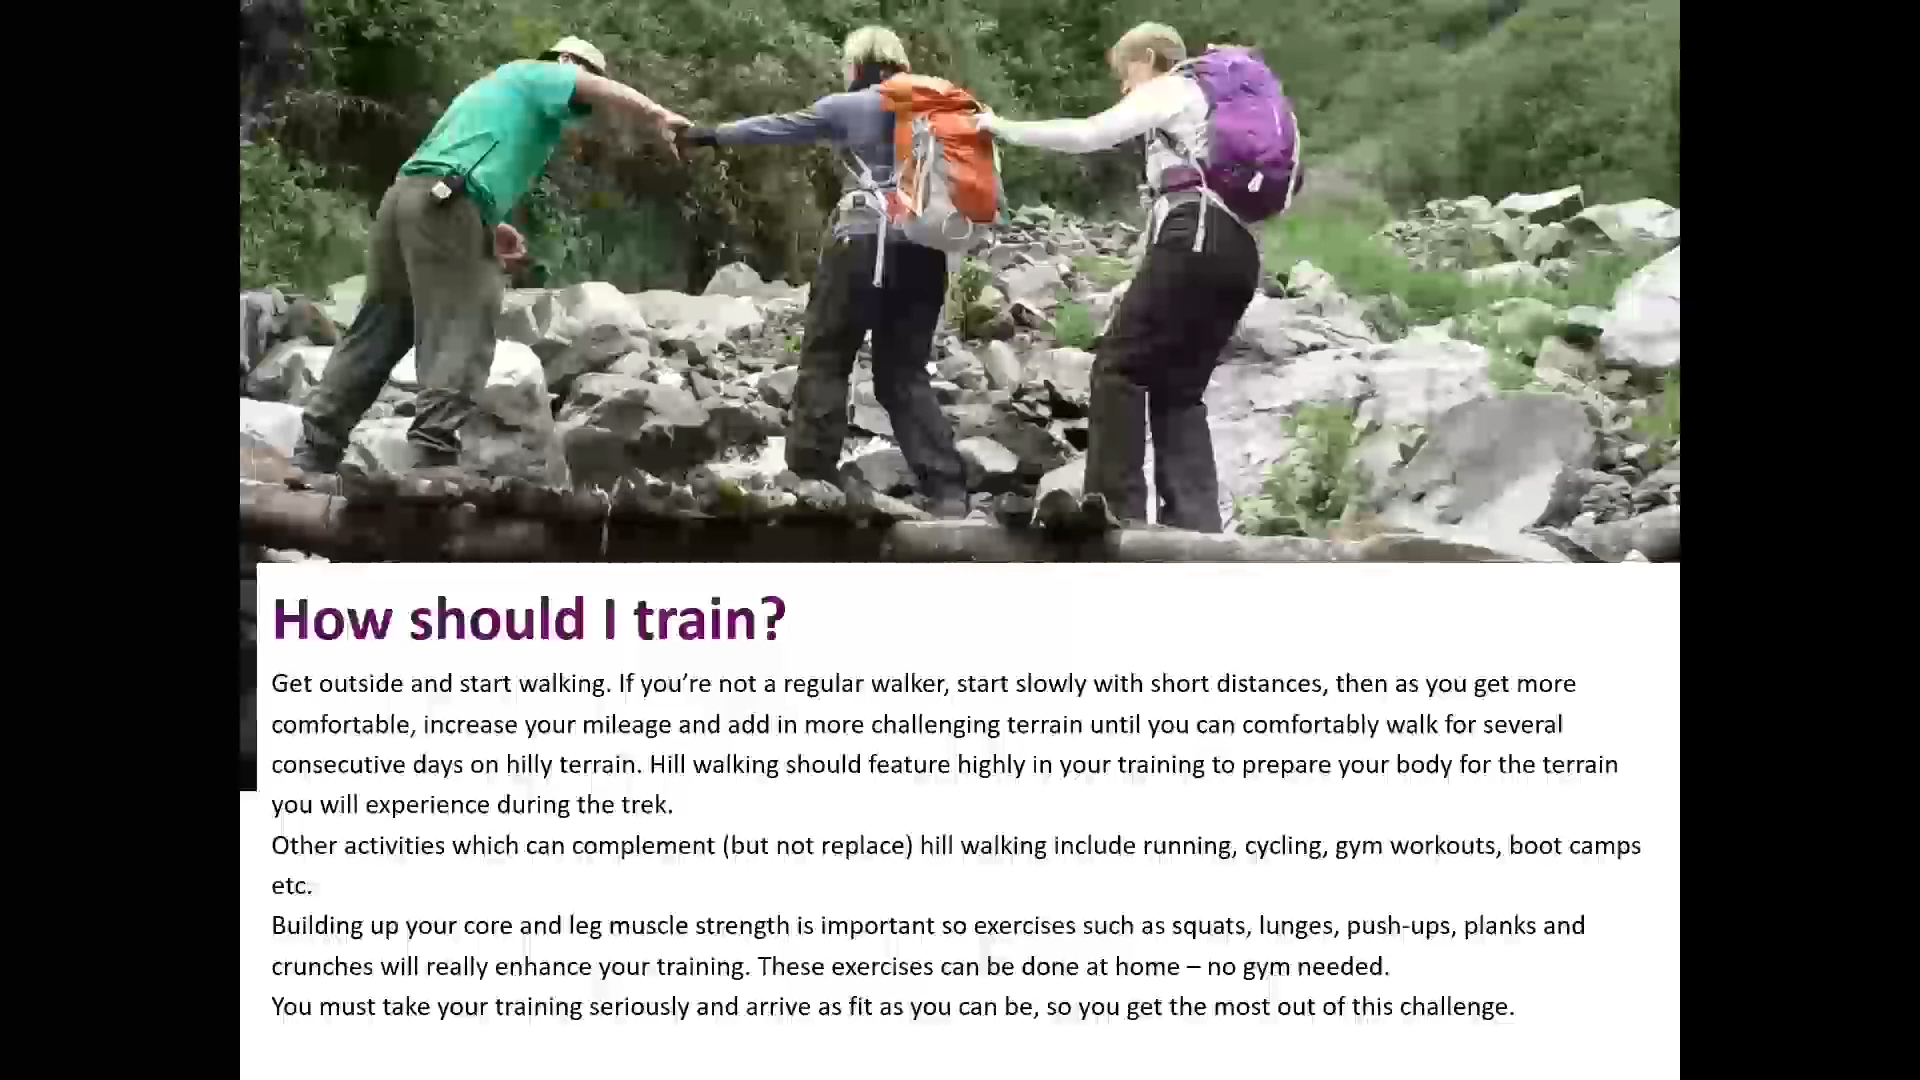 How should I train?
Get outside and start walking. If you’re not a regular walker, start slowly with short distances, then as you get more
comfortable, increase your mileage and add in more challenging terrain until you can comfortably walk for several
consecutive days on hilly terrain. Hill walking should feature highly in your training to prepare your body for the terrain
you will experience during the trek.
Other activities which can complement (but not replace) hill walking include running, cycling, gym workouts, boot camps
etc.
Building up your core and leg muscle strength is important so exercises such as squats, lunges, push-ups, planks and
crunches will really enhance your training. These exercises can be done at home – no gym needed.
You must take your training seriously and arrive as fit as you can be, so you get the most out of this challenge.